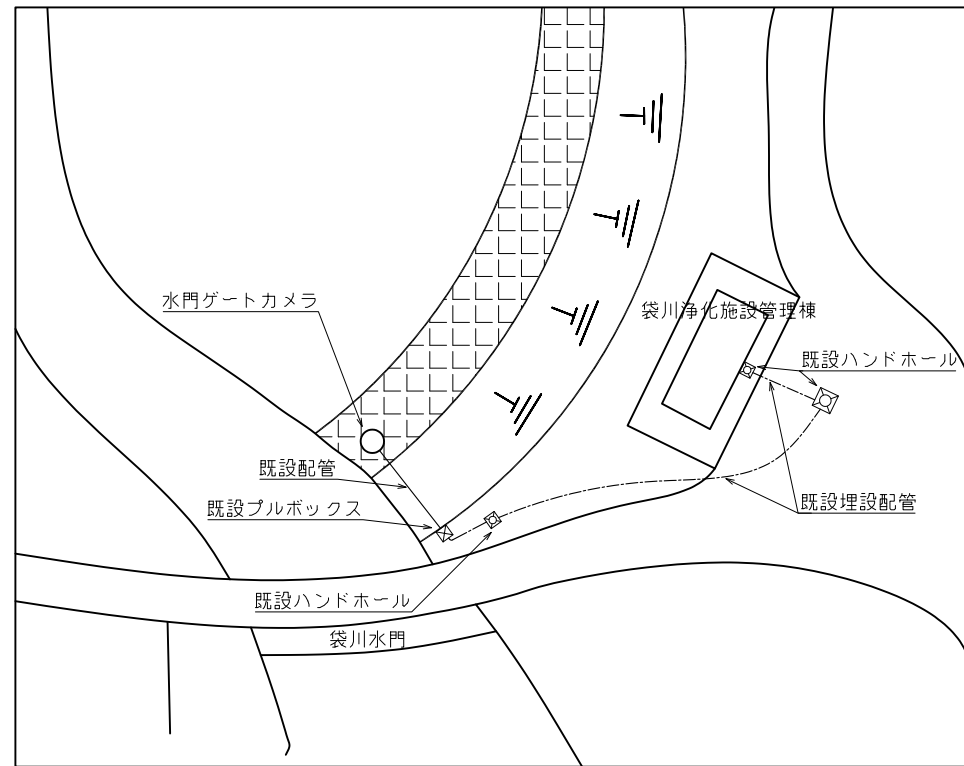 水門ゲートカメラ
袋川浄化施設管理棟
既設ハンドホール
既設配管
既設プルボックス
既設埋設配管
既設ハンドホール
袋川水門